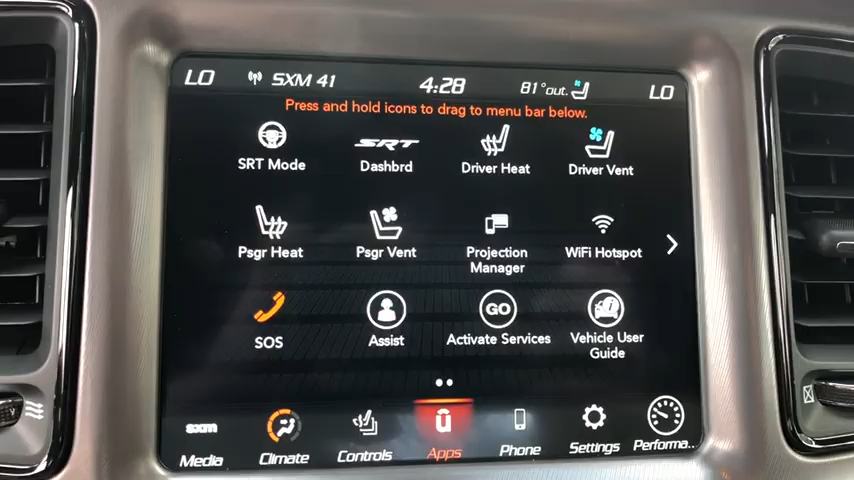 LO SXM 41 4:28 81°out. LO
Press and hold icons to drag to menu bar below.
SRT Mode
SRT
Dashbrd
Driver Heat
Driver Vent
Psgr Heat
Psgr Vent
Projection
Manager
WiFi Hotspot
SOS
Assist
GO
Activate Services
Vehicle User
Guide
sxm
Media
Climate
Controls
û
Apps
Phone
Settings
Performa...